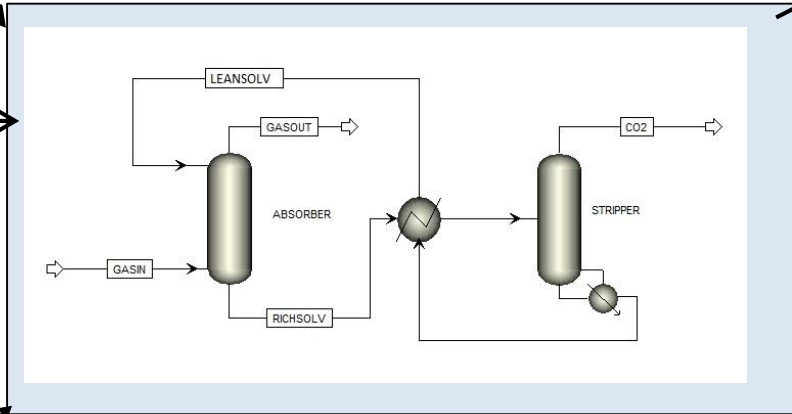 LEANSOLV
GASOUT
CO2
ABSORBER
STRIPPER
GASIN
RICHSOLV